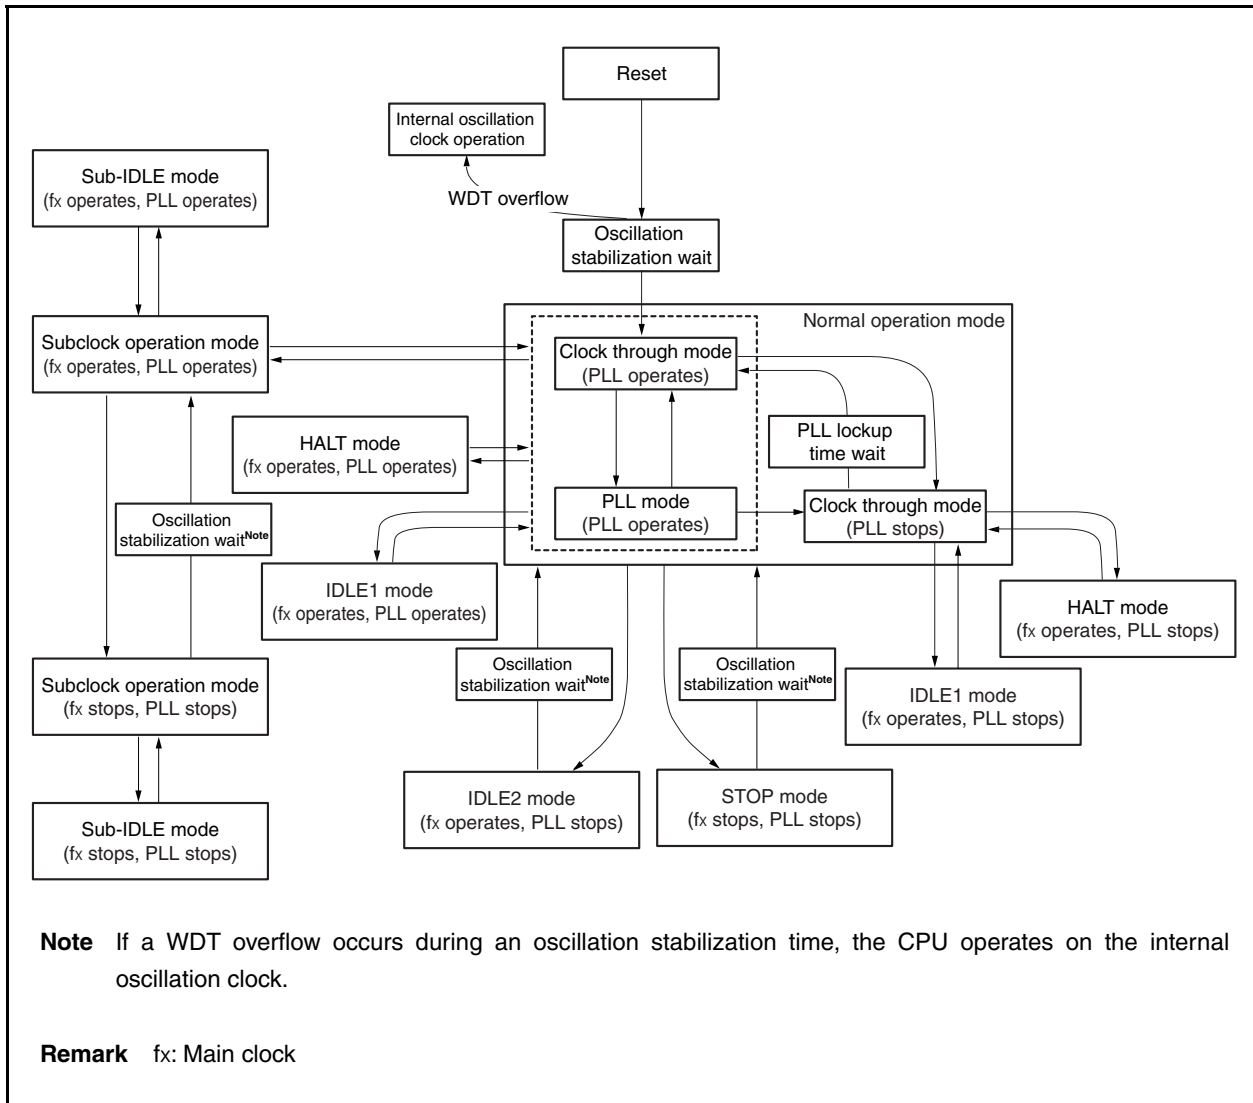 Reset
Internal oscillation
clock operation
WDT overflow
Sub-IDLE mode
(fx operates, PLL operates)
Oscillation
stabilization wait
Normal operation mode
Subclock operation mode
(fx operates, PLL operates)
Clock through mode
(PLL operates)
HALT mode
(fx operates, PLL operates)
PLL lockup
time wait
PLL mode
(PLL operates)
Clock through mode
(PLL stops)
Oscillation
stabilization waitNote
IDLE1 mode
(fx operates, PLL operates)
HALT mode
(fx operates, PLL stops)
Oscillation
stabilization waitNote
Oscillation
stabilization waitNote
Subclock operation mode
(fx stops, PLL stops)
IDLE1 mode
(fx operates, PLL stops)
IDLE2 mode
(fx operates, PLL stops)
STOP mode
(fx stops, PLL stops)
Sub-IDLE mode
(fx stops, PLL stops)
Note If a WDT overflow occurs during an oscillation stabilization time, the CPU operates on the internal
oscillation clock.
Remark fx: Main clock